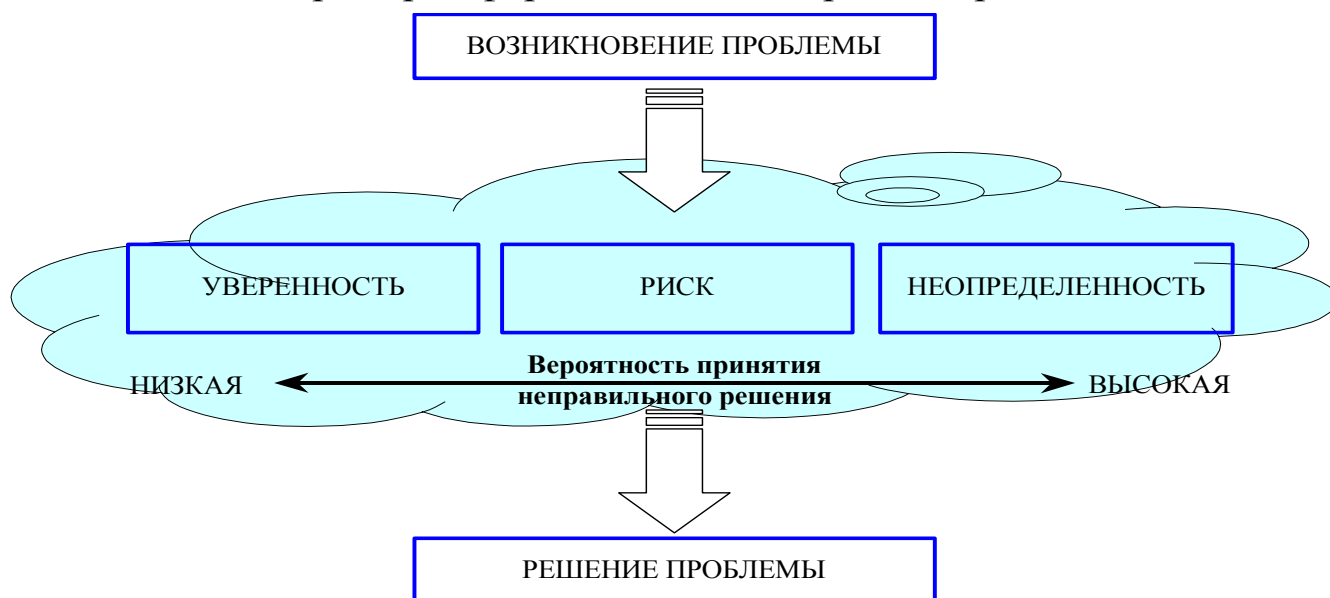 ВОЗНИКНОВЕНИЕ ПРОБЛЕМЫ
УВЕРЕННОСТЬ
РИСК
НЕОПРЕДЕЛЕННОСТЬ
Вероятность принятия
НИЗКАЯ
ВЫСОКАЯ
неправильного решения
РЕШЕНИЕ ПРОБЛЕМЫ